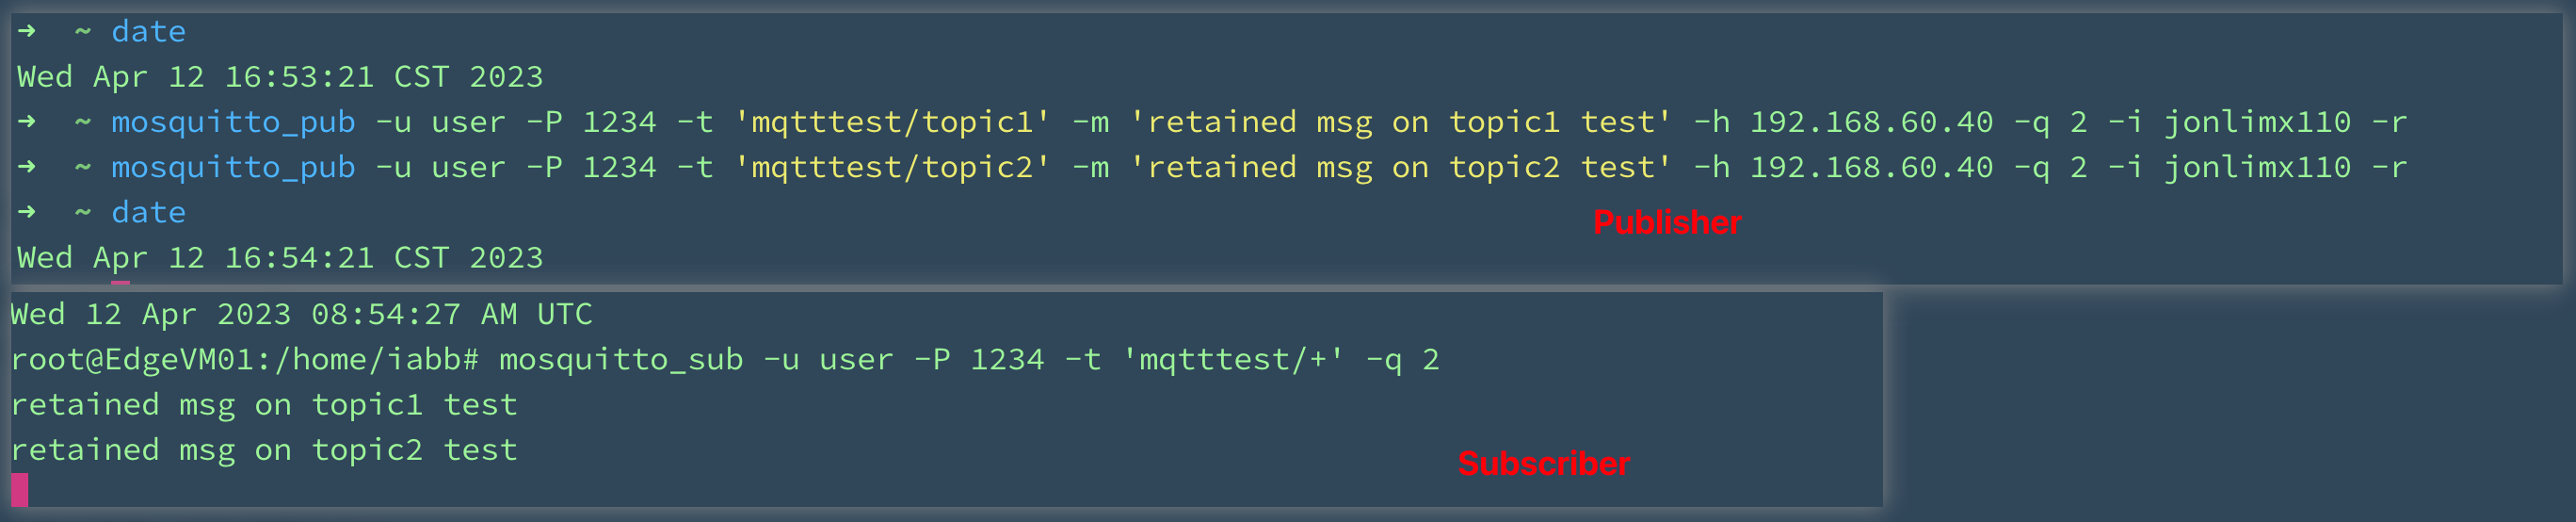 → ~ date
Wed Apr 12 16:53:21 CST 2023
→ ~ mosquitto_pub -u user -P 1234 -t 'mqtttest/topic1' -m 'retained msg on topic1 test' -h 192.168.60.40 -q 2 -i jonlimx110 -r
→ ~ mosquitto_pub -u user -P 1234 -t 'mqtttest/topic2' -m 'retained msg on topic2 test' -h 192.168.60.40 -q 2 -i jonlimx110 -r
→ ~ date
Publisher
Wed Apr 12 16:54:21 CST 2023
Wed 12 Apr 2023 08:54:27 AM UTC
root@EdgeVM01:/home/iabb# mosquitto_sub -u user -P 1234 -t 'mqtttest/+' -q 2
retained msg on topic1 test
retained msg on topic2 test
Subscriber